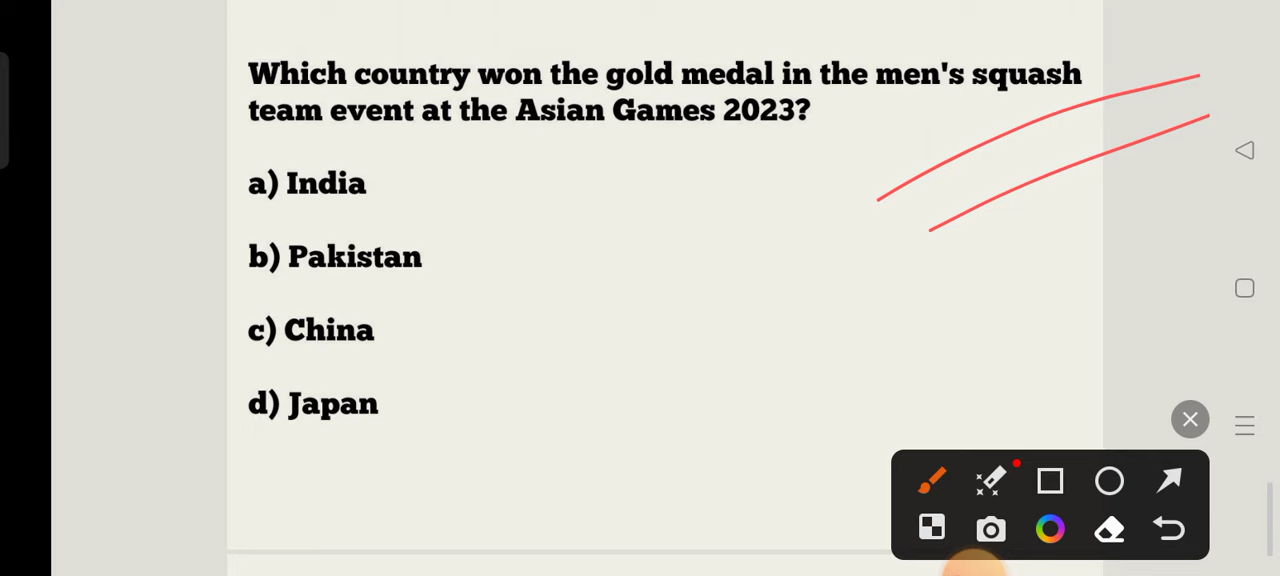 Which country won the gold medal in the men's squash
team event at the Asian Games 2023?
a) India
b) Pakistan
c) China
d) Japan